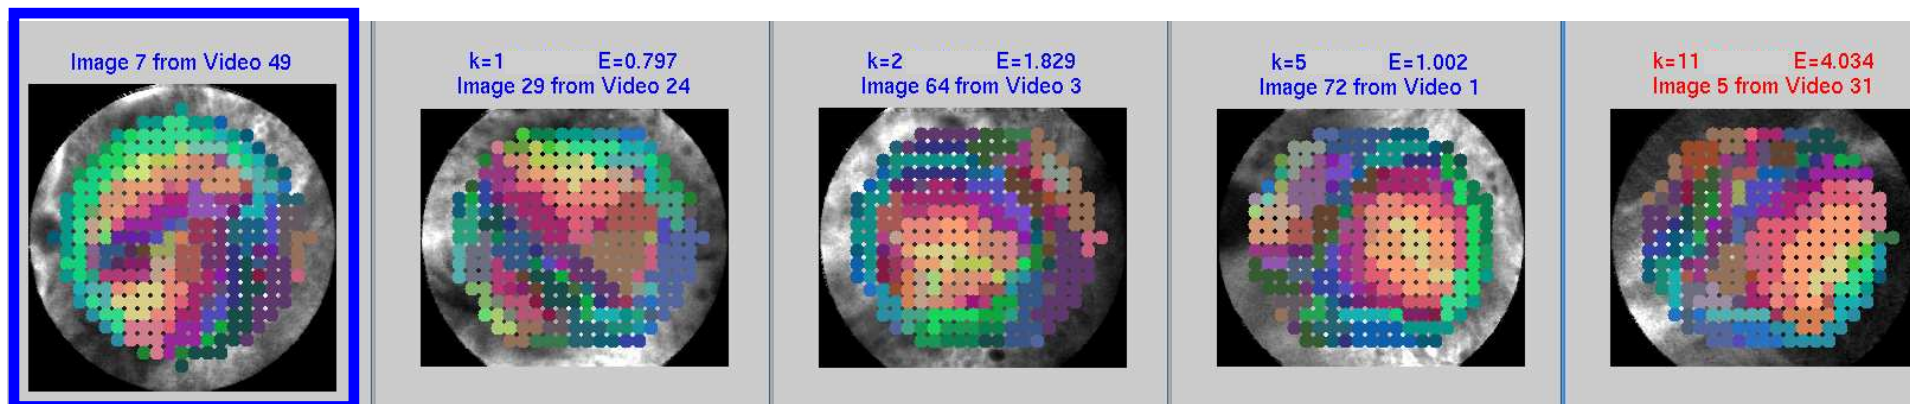 Image 7 from Video 49
k=1 E=0.797
Image 29 from Video 24
k=2 E=1.829
Image 64 from Video 3
k=5 E=1.002
Image 72 from Video 1
k=11 E=4.034
Image 5 from Video 31